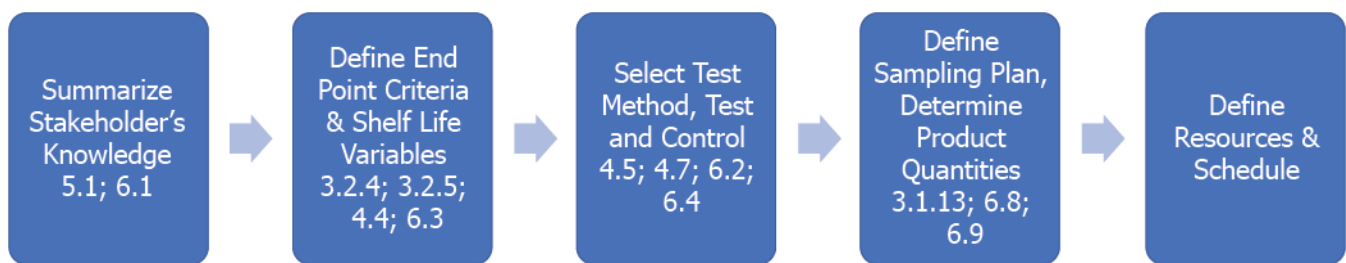 Summarize
Stakeholder's
Knowledge
5.1; 6.1
Define End
Point Criteria
& Shelf Life
Variables
3.2.4; 3.2.5;
4.4; 6.3
Select Test
Method, Test
and Control
4.5; 4.7; 6.2;
6.4
Define
Sampling Plan,
Determine
Product
Quantities
3.1.13; 6.8;
6.9
Define
Resources &
Schedule